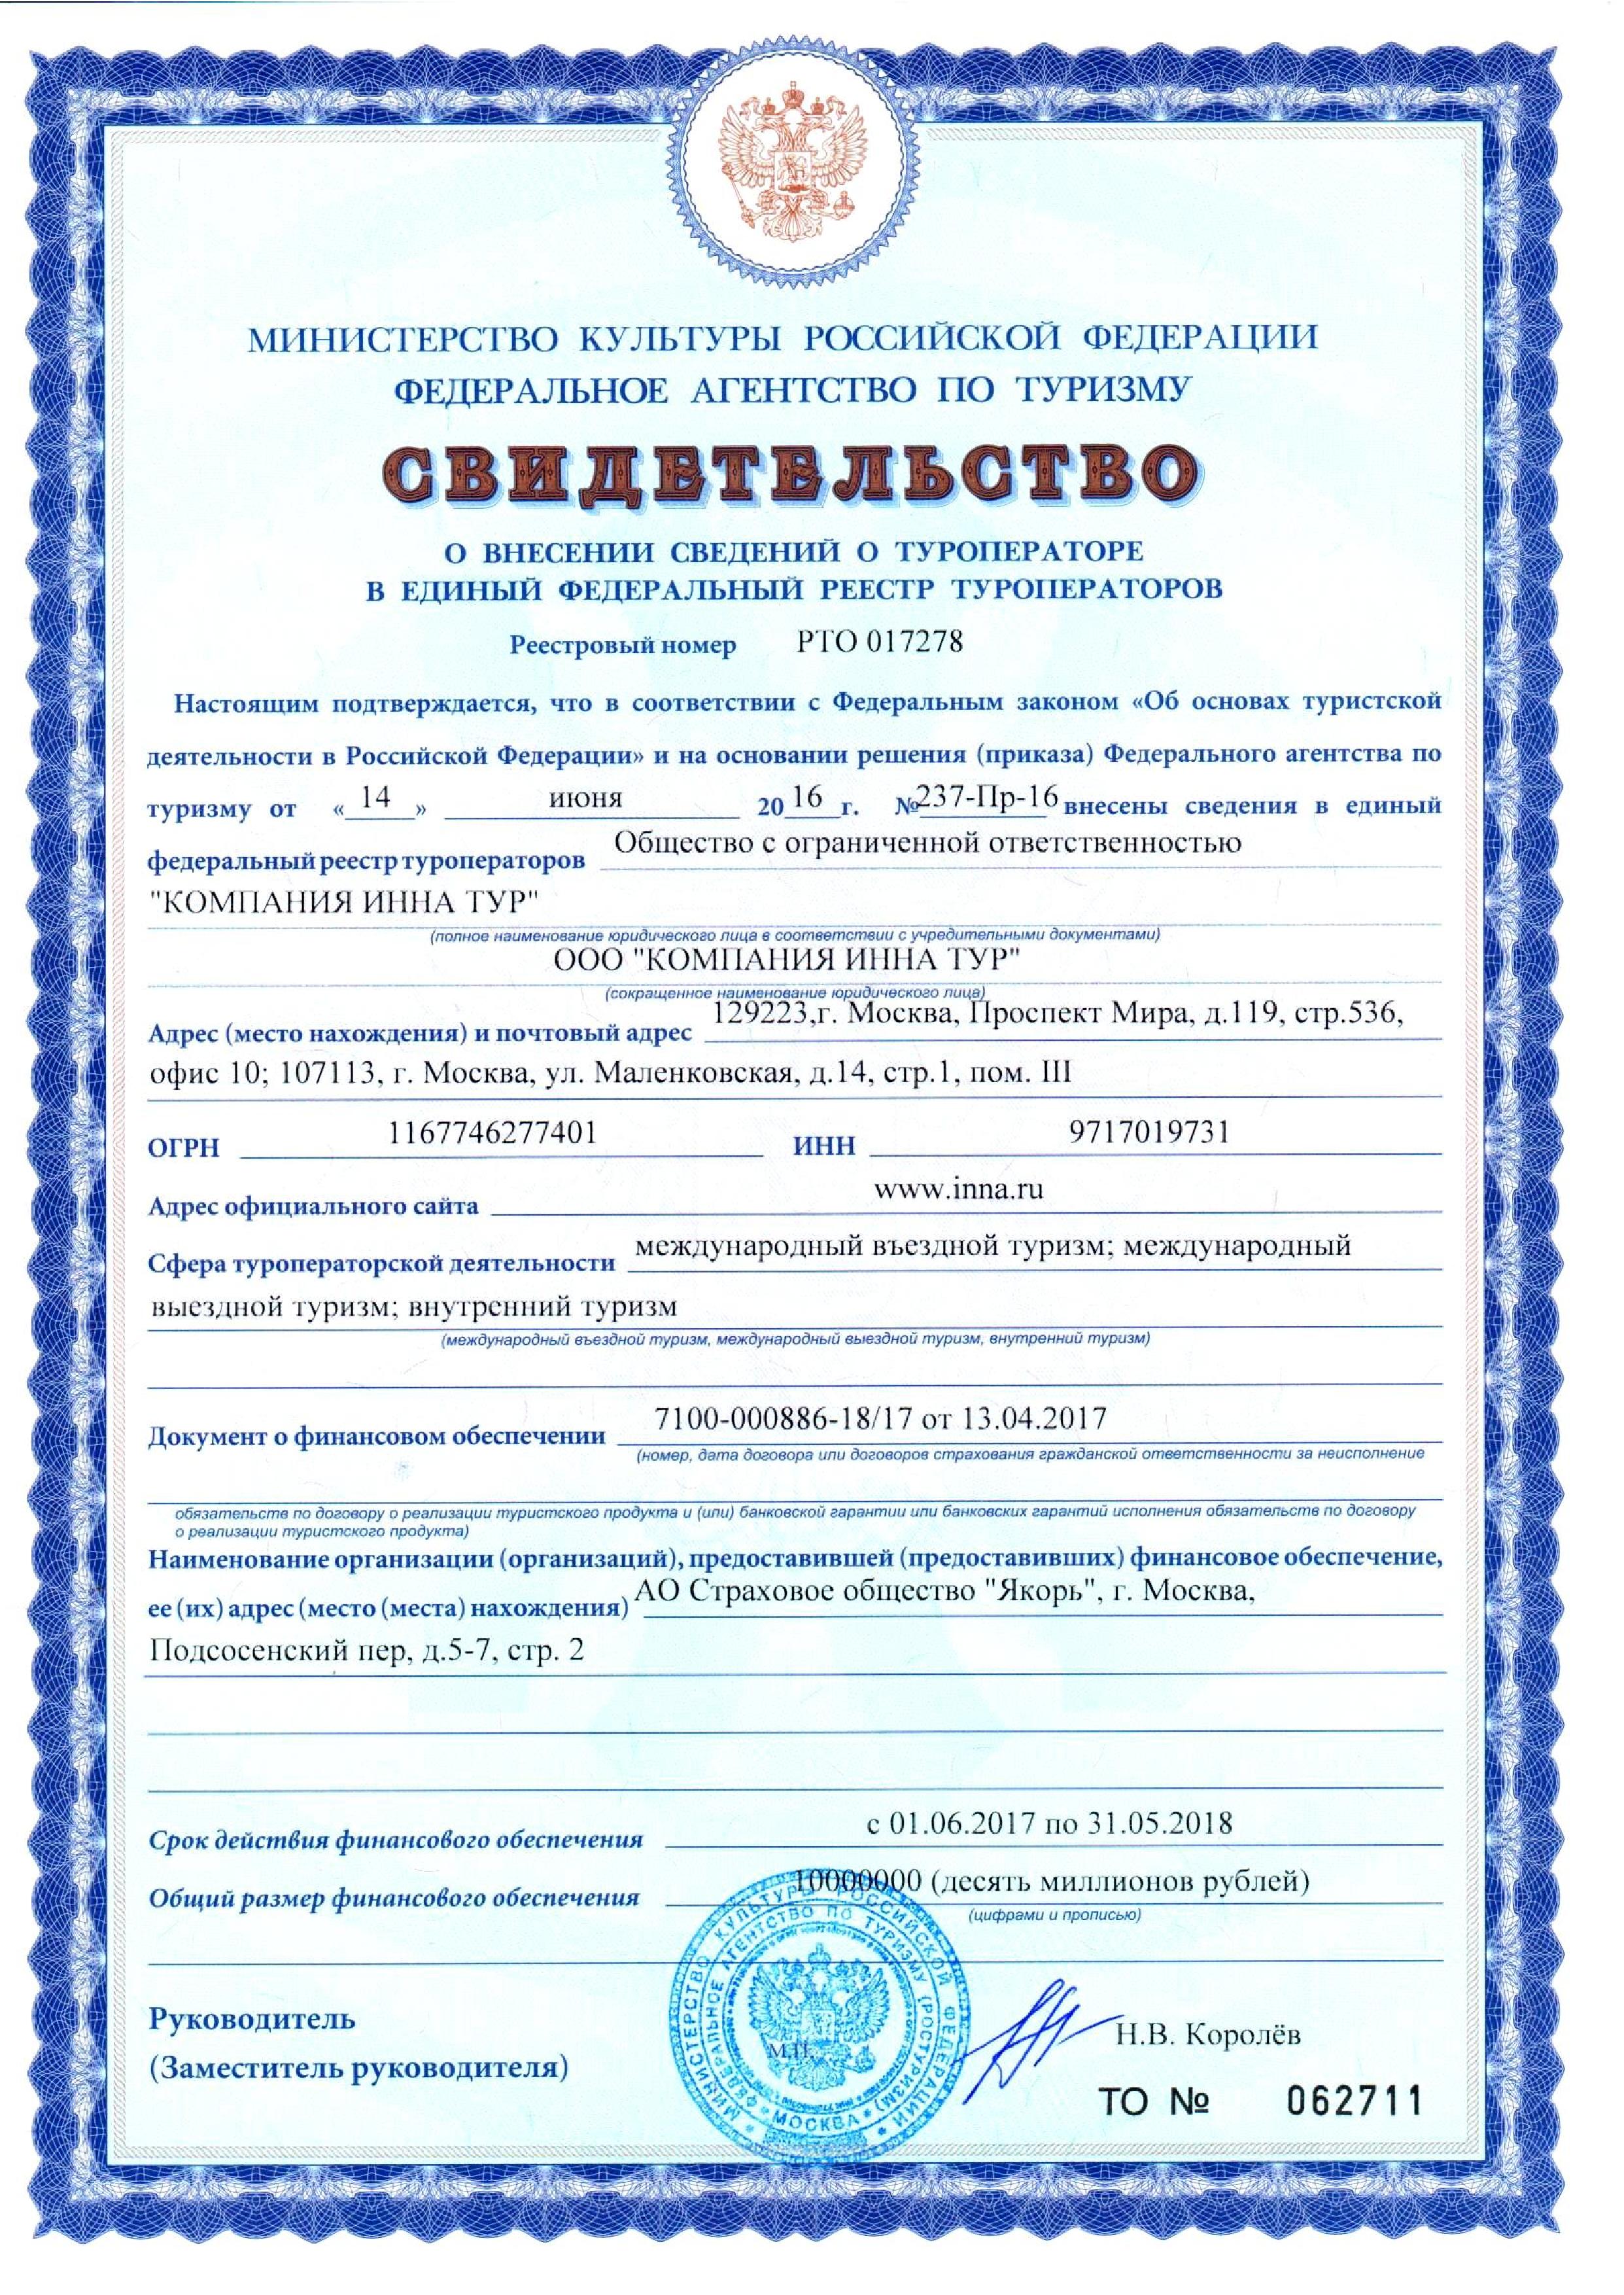 МИНИСТЕРСТВО КУЛЬТУРЫ РОССИЙСКОЙ ФЕДЕРАЦИИ
ФЕДЕРАЛЬНОЕ АГЕНТСТВО ПО ТУРИЗМУ
СВИДЕТЕЛЬСТВО
О ВНЕСЕНИИ СВЕДЕНИЙ О ТУРОПЕРАТОРЕ
В ЕДИНЫЙ ФЕДЕРАЛЬНЫЙ РЕЕСТР ТУРОПЕРАТОРОВ
Реестровый номер РТО 017278
Настоящим подтверждается, что в соответствии с Федеральным законом «Об основах туристской
деятельности в Российской Федерации» и на основании решения (приказа) Федерального агентства по
туризму от «14» июня 2016 г. №237-Пр-16 внесены сведения в единый
федеральный реестр туроператоров Общество с ограниченной ответственностью
"КОМПАНИЯ ИННА ТУР"
(полное наименование юридического лица в соответствии с учредительными документами)
ООО "КОМПАНИЯ ИННА ТУР"
(сокращенное наименование юридического лица)
Адрес (место нахождения) и почтовый адрес 129223,г. Москва, Проспект Мира, д.119, стр.536,
офис 10; 107113, г. Москва, ул. Маленковская, д.14, стр.1, пом. III
ОГРН 1167746277401 ИНН 9717019731
Адрес официального сайта www.inna.ru
Сфера туроператорской деятельности международный въездной туризм; международный
выездной туризм; внутренний туризм
(международный въездной туризм, международный выездной туризм, внутренний туризм)
Документ о финансовом обеспечении 7100-000886-18/17 от 13.04.2017
(номер, дата договора или договоров страхования гражданской ответственности за неисполнение
обязательств по договору о реализации туристского продукта и (или) банковской гарантии или банковских гарантий исполнения обязательств по договору
о реализации туристского продукта)
Наименование организации (организаций), предоставившей (предоставивших) финансовое обеспечение,
ее (их) адрес (место (места) нахождения) АО Страховое общество "Якорь", г. Москва,
Подсосенский пер, д.5-7, стр. 2
Срок действия финансового обеспечения с 01.06.2017 по 31.05.2018
Общий размер финансового обеспечения 10000000 (десять миллионов рублей)
(цифрами и прописью)
Руководитель
(Заместитель руководителя)
М.П.
Н.В. Королёв
ТО № 062711
МИНИСТЕРСТВО КУЛЬТУРЫ РОССИЙСКОЙ ФЕДЕРАЦИИ
ФЕДЕРАЛЬНОЕ АГЕНТСТВО ПО ТУРИЗМУ (РОСТУРИЗМ)
МОСКВА